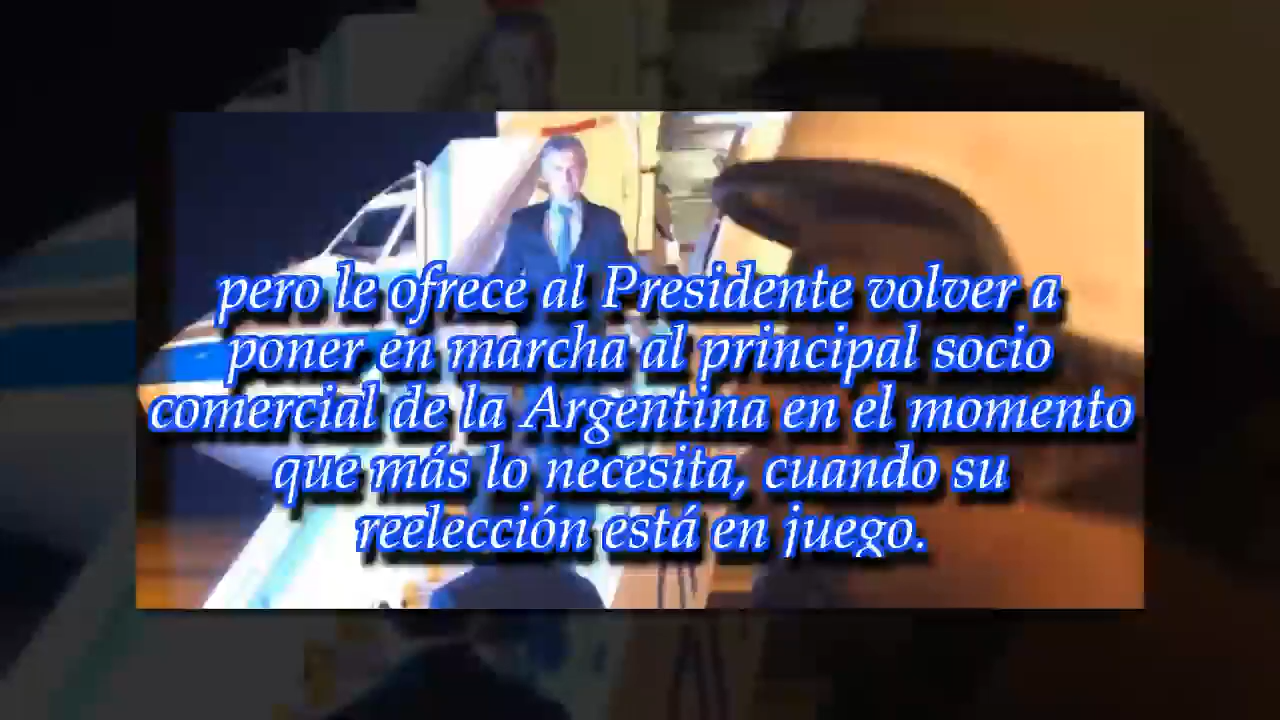 pero le ofrece al Presidente volver a
poner en marcha al principal socio
comercial de la Argentina en el momento
que más lo necesita, cuando su
reelección está en juego.